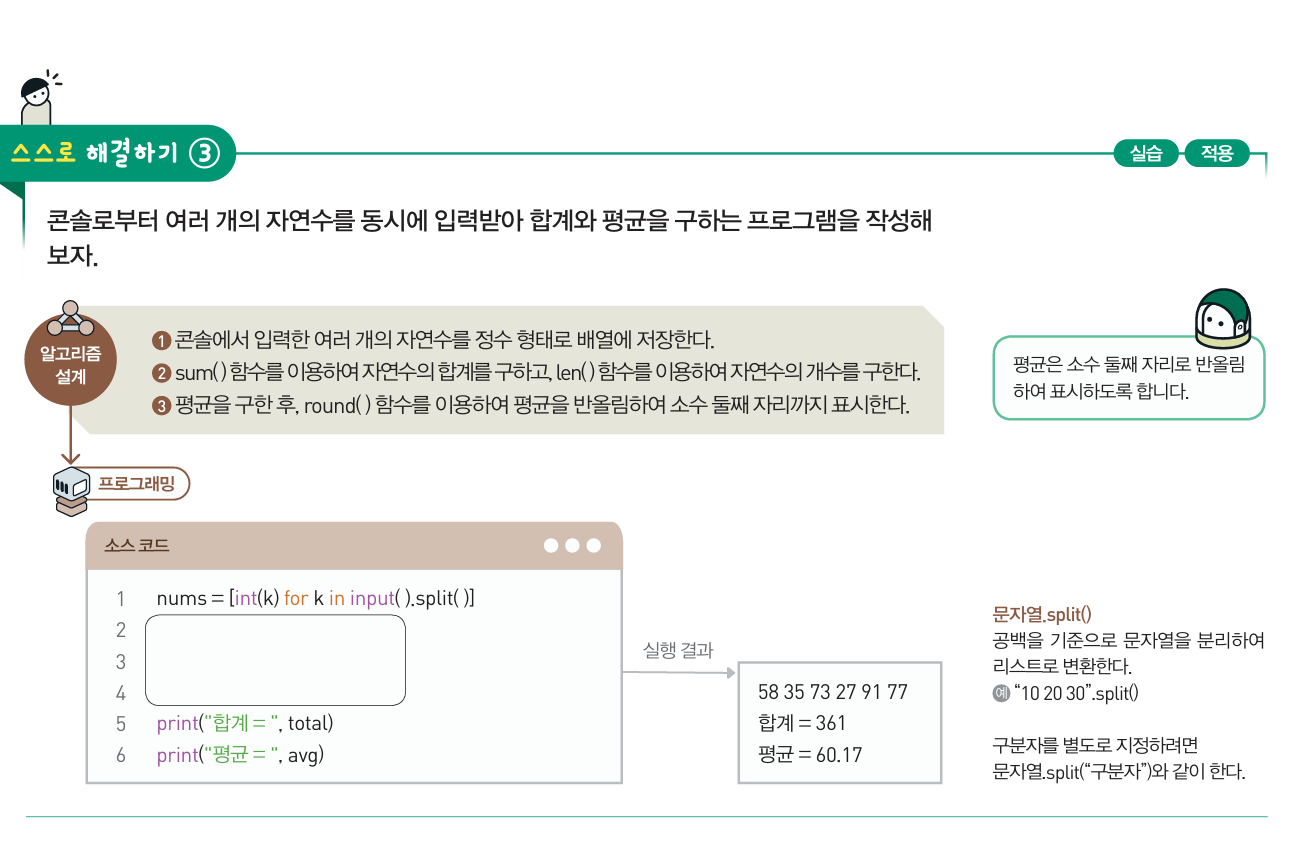 스스로 해결하기 ③
실습 적용
콘솔로부터 여러 개의 자연수를 동시에 입력받아 합계와 평균을 구하는 프로그램을 작성해
보자.
알고리즘
설계
❶ 콘솔에서 입력한 여러 개의 자연수를 정수 형태로 배열에 저장한다.
❷ sum( ) 함수를 이용하여 자연수의 합계를 구하고, len( ) 함수를 이용하여 자연수의 개수를 구한다.
❸ 평균을 구한 후, round( ) 함수를 이용하여 평균을 반올림하여 소수 둘째 자리까지 표시한다.
평균은 소수 둘째 자리로 반올림
하여 표시하도록 합니다.
프로그래밍
소스 코드
1 nums = [int(k) for k in input( ).split( )]
2
3
4
5 print("합계 = ", total)
6 print("평균 = ", avg)
실행 결과
58 35 73 27 91 77
합계 = 361
평균 = 60.17
문자열.split()
공백을 기준으로 문자열을 분리하여
리스트로 변환한다.
예 “10 20 30”.split()
구분자를 별도로 지정하려면
문자열.split(“구분자”)와 같이 한다.